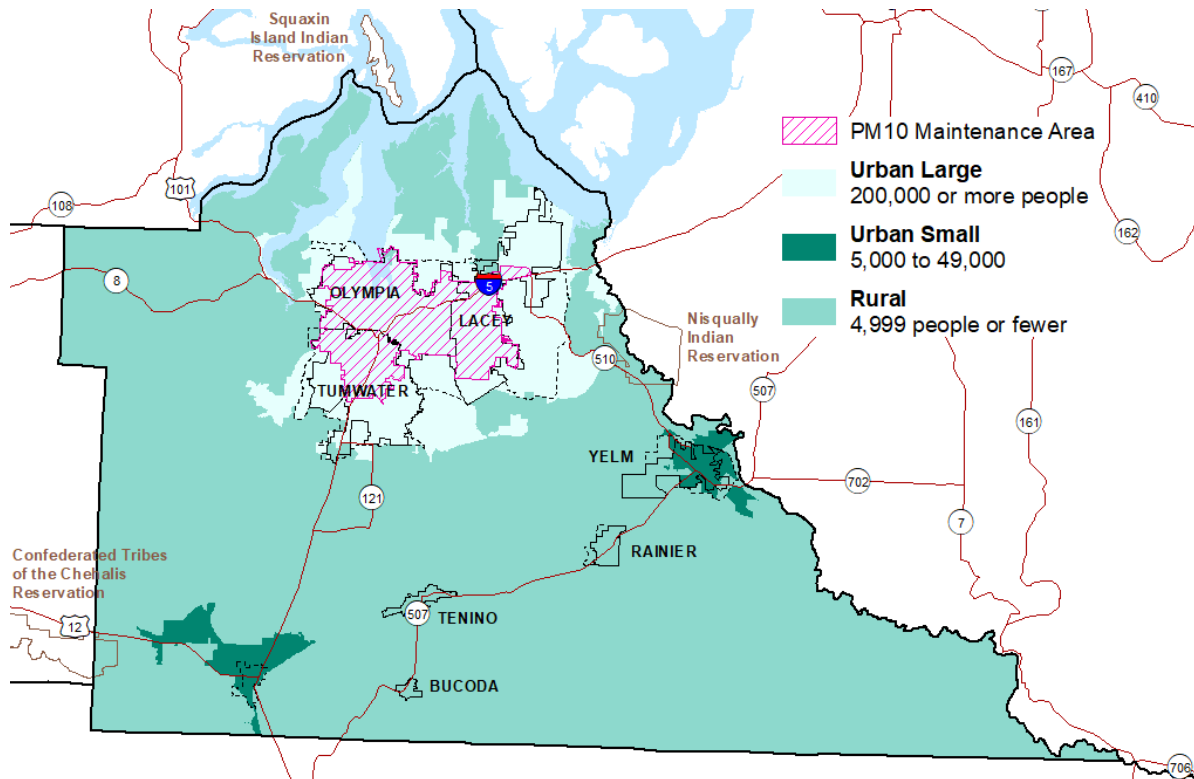 Squaxin
Island Indian
Reservation
167
410
PM10 Maintenance Area
Urban Large
200,000 or more people
101
108
162
Urban Small
5,000 to 49,000
8
5
OLYMPIA
Rural
4,999 people or fewer
LACEY
Nisqually
Indian
Reservation
510
TUMWATER
507
161
YELM
702
121
7
Confederated Tribes
of the Chehalis
Reservation
RAINIER
12
507
TENINO
BUCODA
706